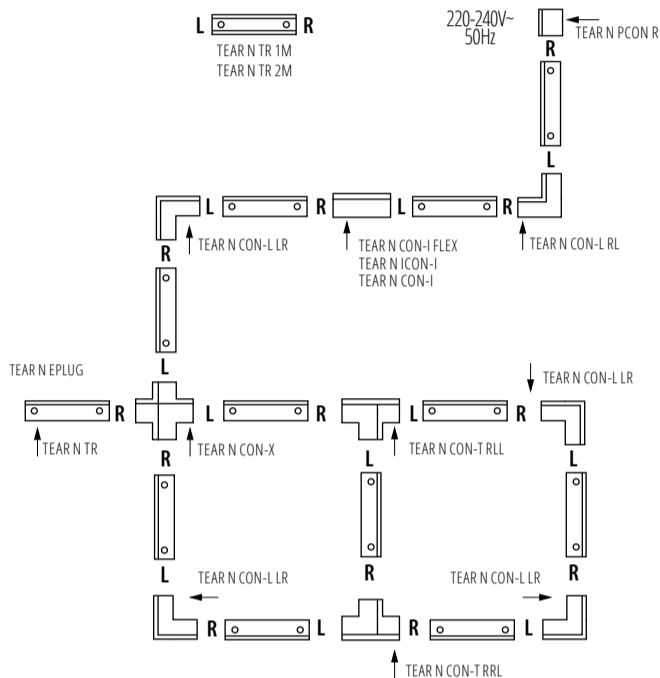 L R
TEAR N TR 1M
TEAR N TR 2M
220-240V~
50Hz
TEAR N PCON R
R
L
L R L R
TEAR N CON-L LR
TEAR N CON-I FLEX
TEAR N ICON-I
TEAR N CON-I
TEAR N CON-L RL
R
L
TEAR N EPLUG
TEAR N CON-L LR
R L R L R
TEAR N TR
TEAR N CON-X
TEAR N CON-T RLL
R L L
L R R
TEAR N CON-L LR
TEAR N CON-L LR
R L R L
TEAR N CON-T RRL